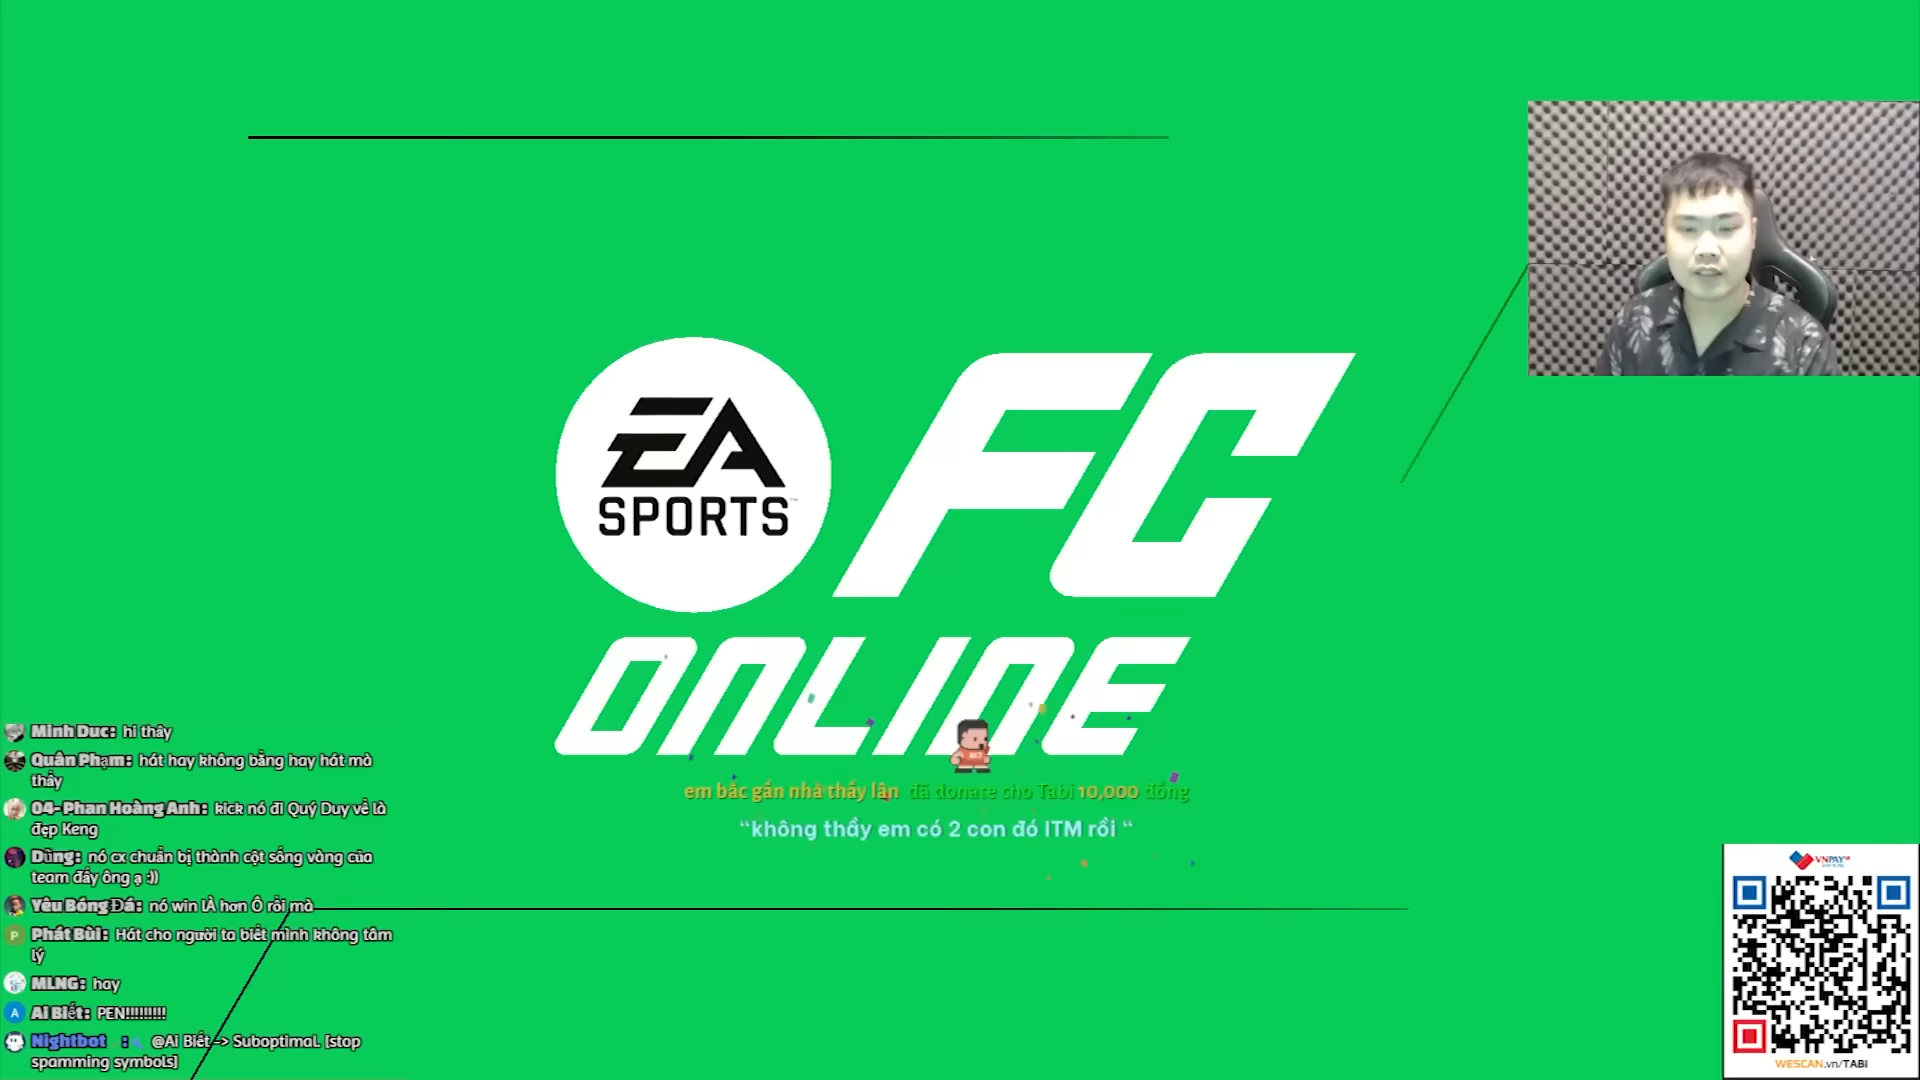 EA
SPORTS
FC
ONLINE
em bắc gần nhà thầy lận đã donate cho Tabi 10,000 đồng
“không thầy em có 2 con đó ITM rồi “
Minh Duc: hi thầy
Quân Phạm: hát hay không bằng hay hát mà
thầy
04- Phan Hoàng Anh: kick nó đi Quý Duy về là
đẹp Keng
Dũng: nó cx chuẩn bị thành cột sống vàng của
team đấy ông ạ :))
Yêu Bóng Đá: nó win lÀ hơn Ô rồi mà
Phát Bùi: Hát cho người ta biết mình không tâm
lý
MLNG: hay
A
Ai Biết: PEN!!!!!!!!!
Nightbot: @Ai Biết -> Suboptimal [stop
spamming symbols]
P
VNPAY
WESCAN.vn/TABI